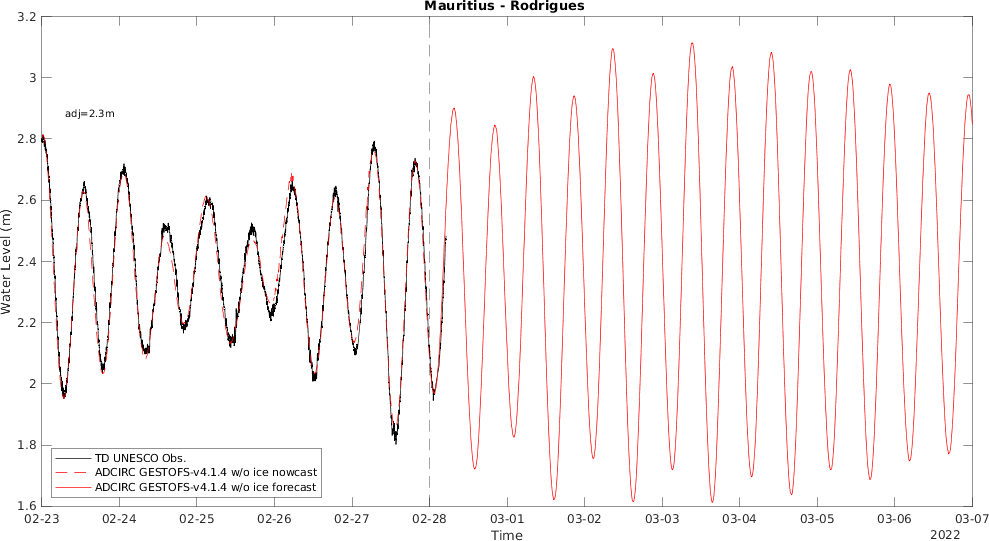 Mauritius - Rodrigues
3.2
3
2.8
2.6
2.4
2.2
2
1.8
1.6
Water Level (m)
adj=2.3m
TD UNESCO Obs.
ADCIRC GESTOFS-v4.1.4 w/o ice nowcast
ADCIRC GESTOFS-v4.1.4 w/o ice forecast
02-23 02-24 02-25 02-26 02-27 02-28 03-01 03-02 03-03 03-04 03-05 03-06 03-07
Time
2022